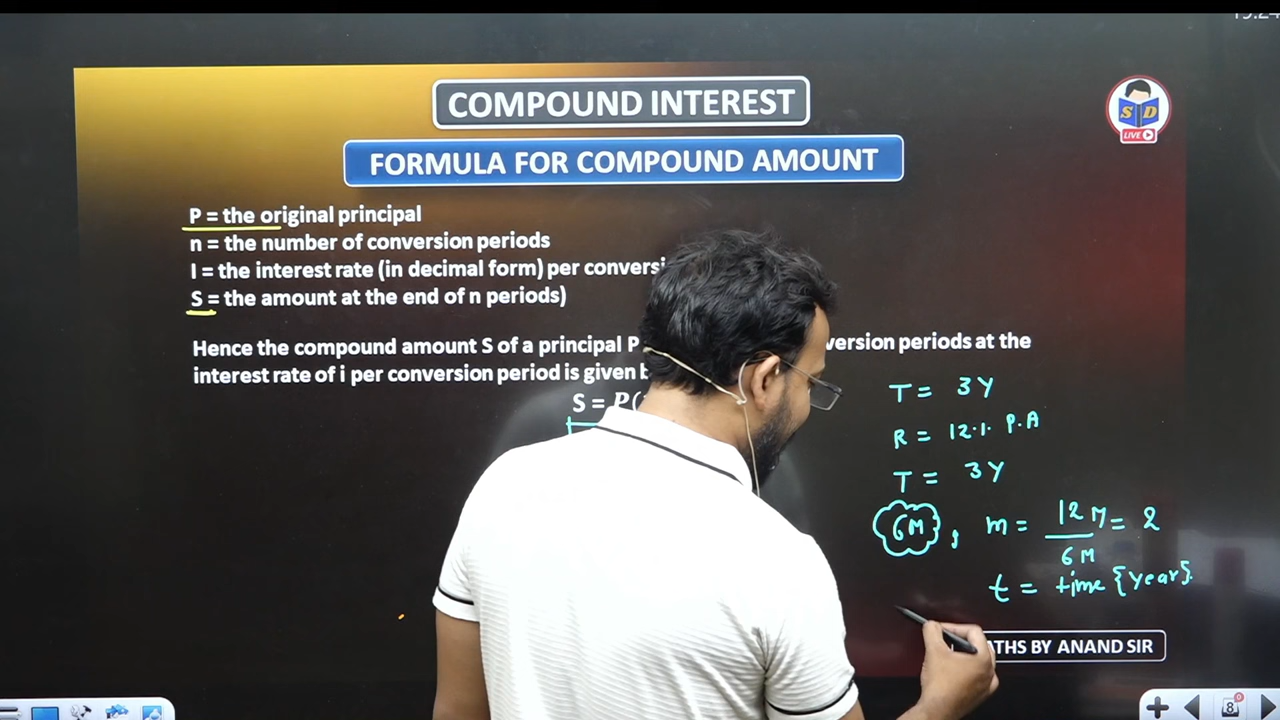 COMPOUND INTEREST
S D
LIVE
FORMULA FOR COMPOUND AMOUNT
P = the original principal
n = the number of conversion periods
I = the interest rate (in decimal form) per
S = the amount at the end of n periods)
Hence the compound amount S of a principal P periods at the
interest rate of i per conversion period is given
S = P(
T = 3Y
R = 12.1. P.A
T = 3Y
6M, m = 12M/6M = 2
t = time {year}.
BY ANAND SIR
8